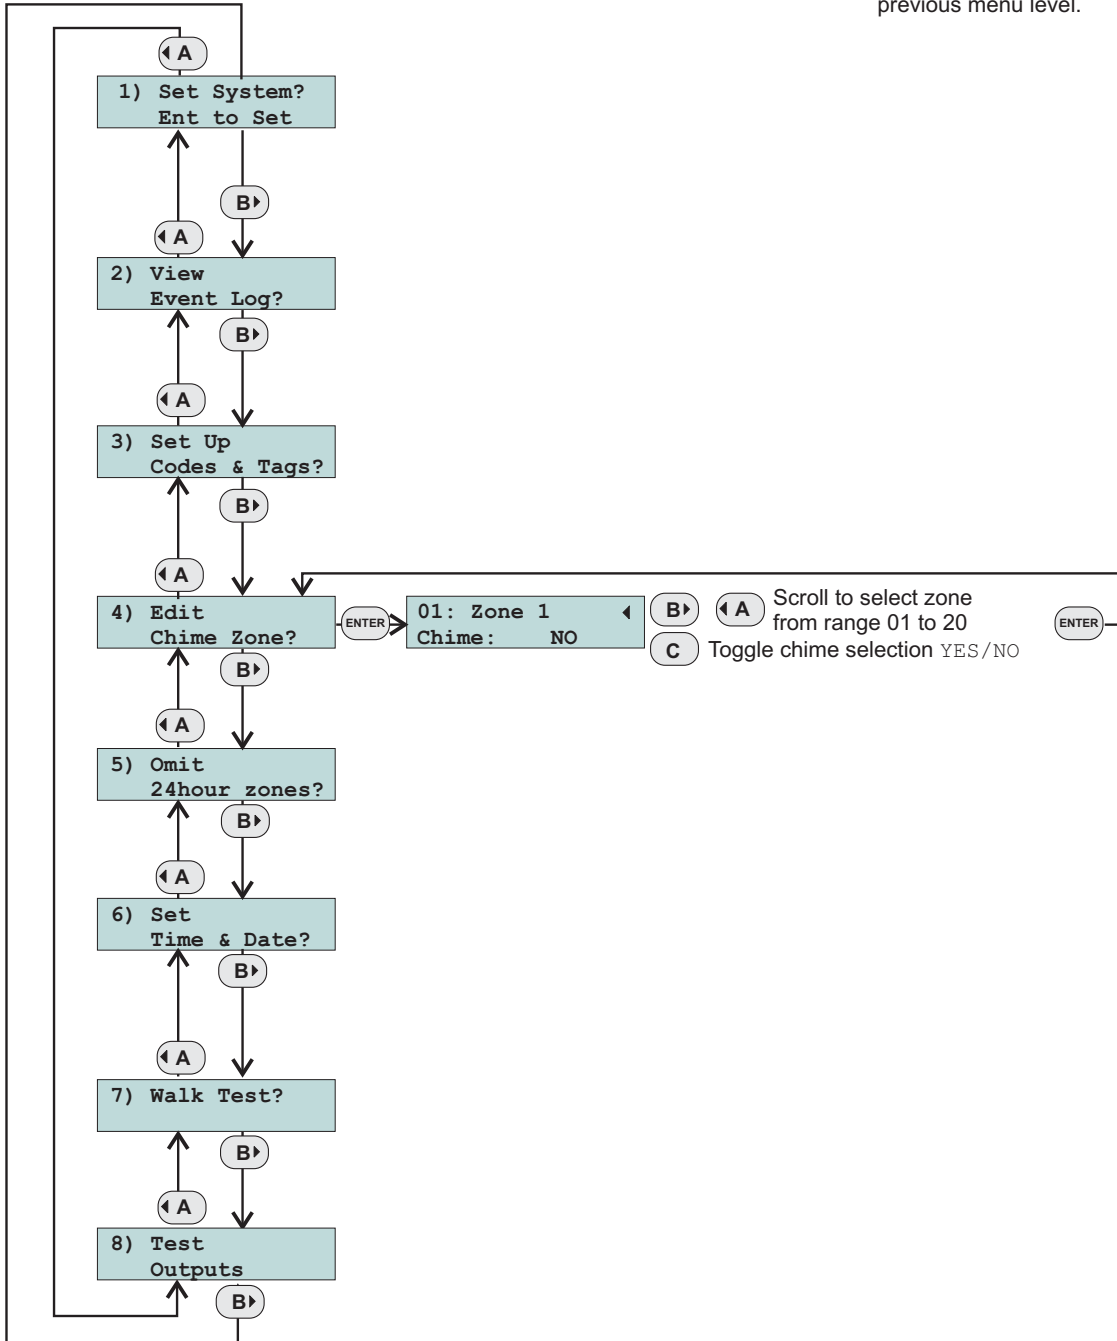 previous menu level.
A
1) Set System?
Ent to Set
B
A
2) View
Event Log?
B
A
3) Set Up
Codes & Tags?
B
A
4) Edit
Chime Zone?
ENTER
01: Zone 1
Chime: NO
B A Scroll to select zone
from range 01 to 20
C Toggle chime selection YES/NO
ENTER
B
A
5) Omit
24hour zones?
B
A
6) Set
Time & Date?
B
A
7) Walk Test?
B
A
8) Test
Outputs
B